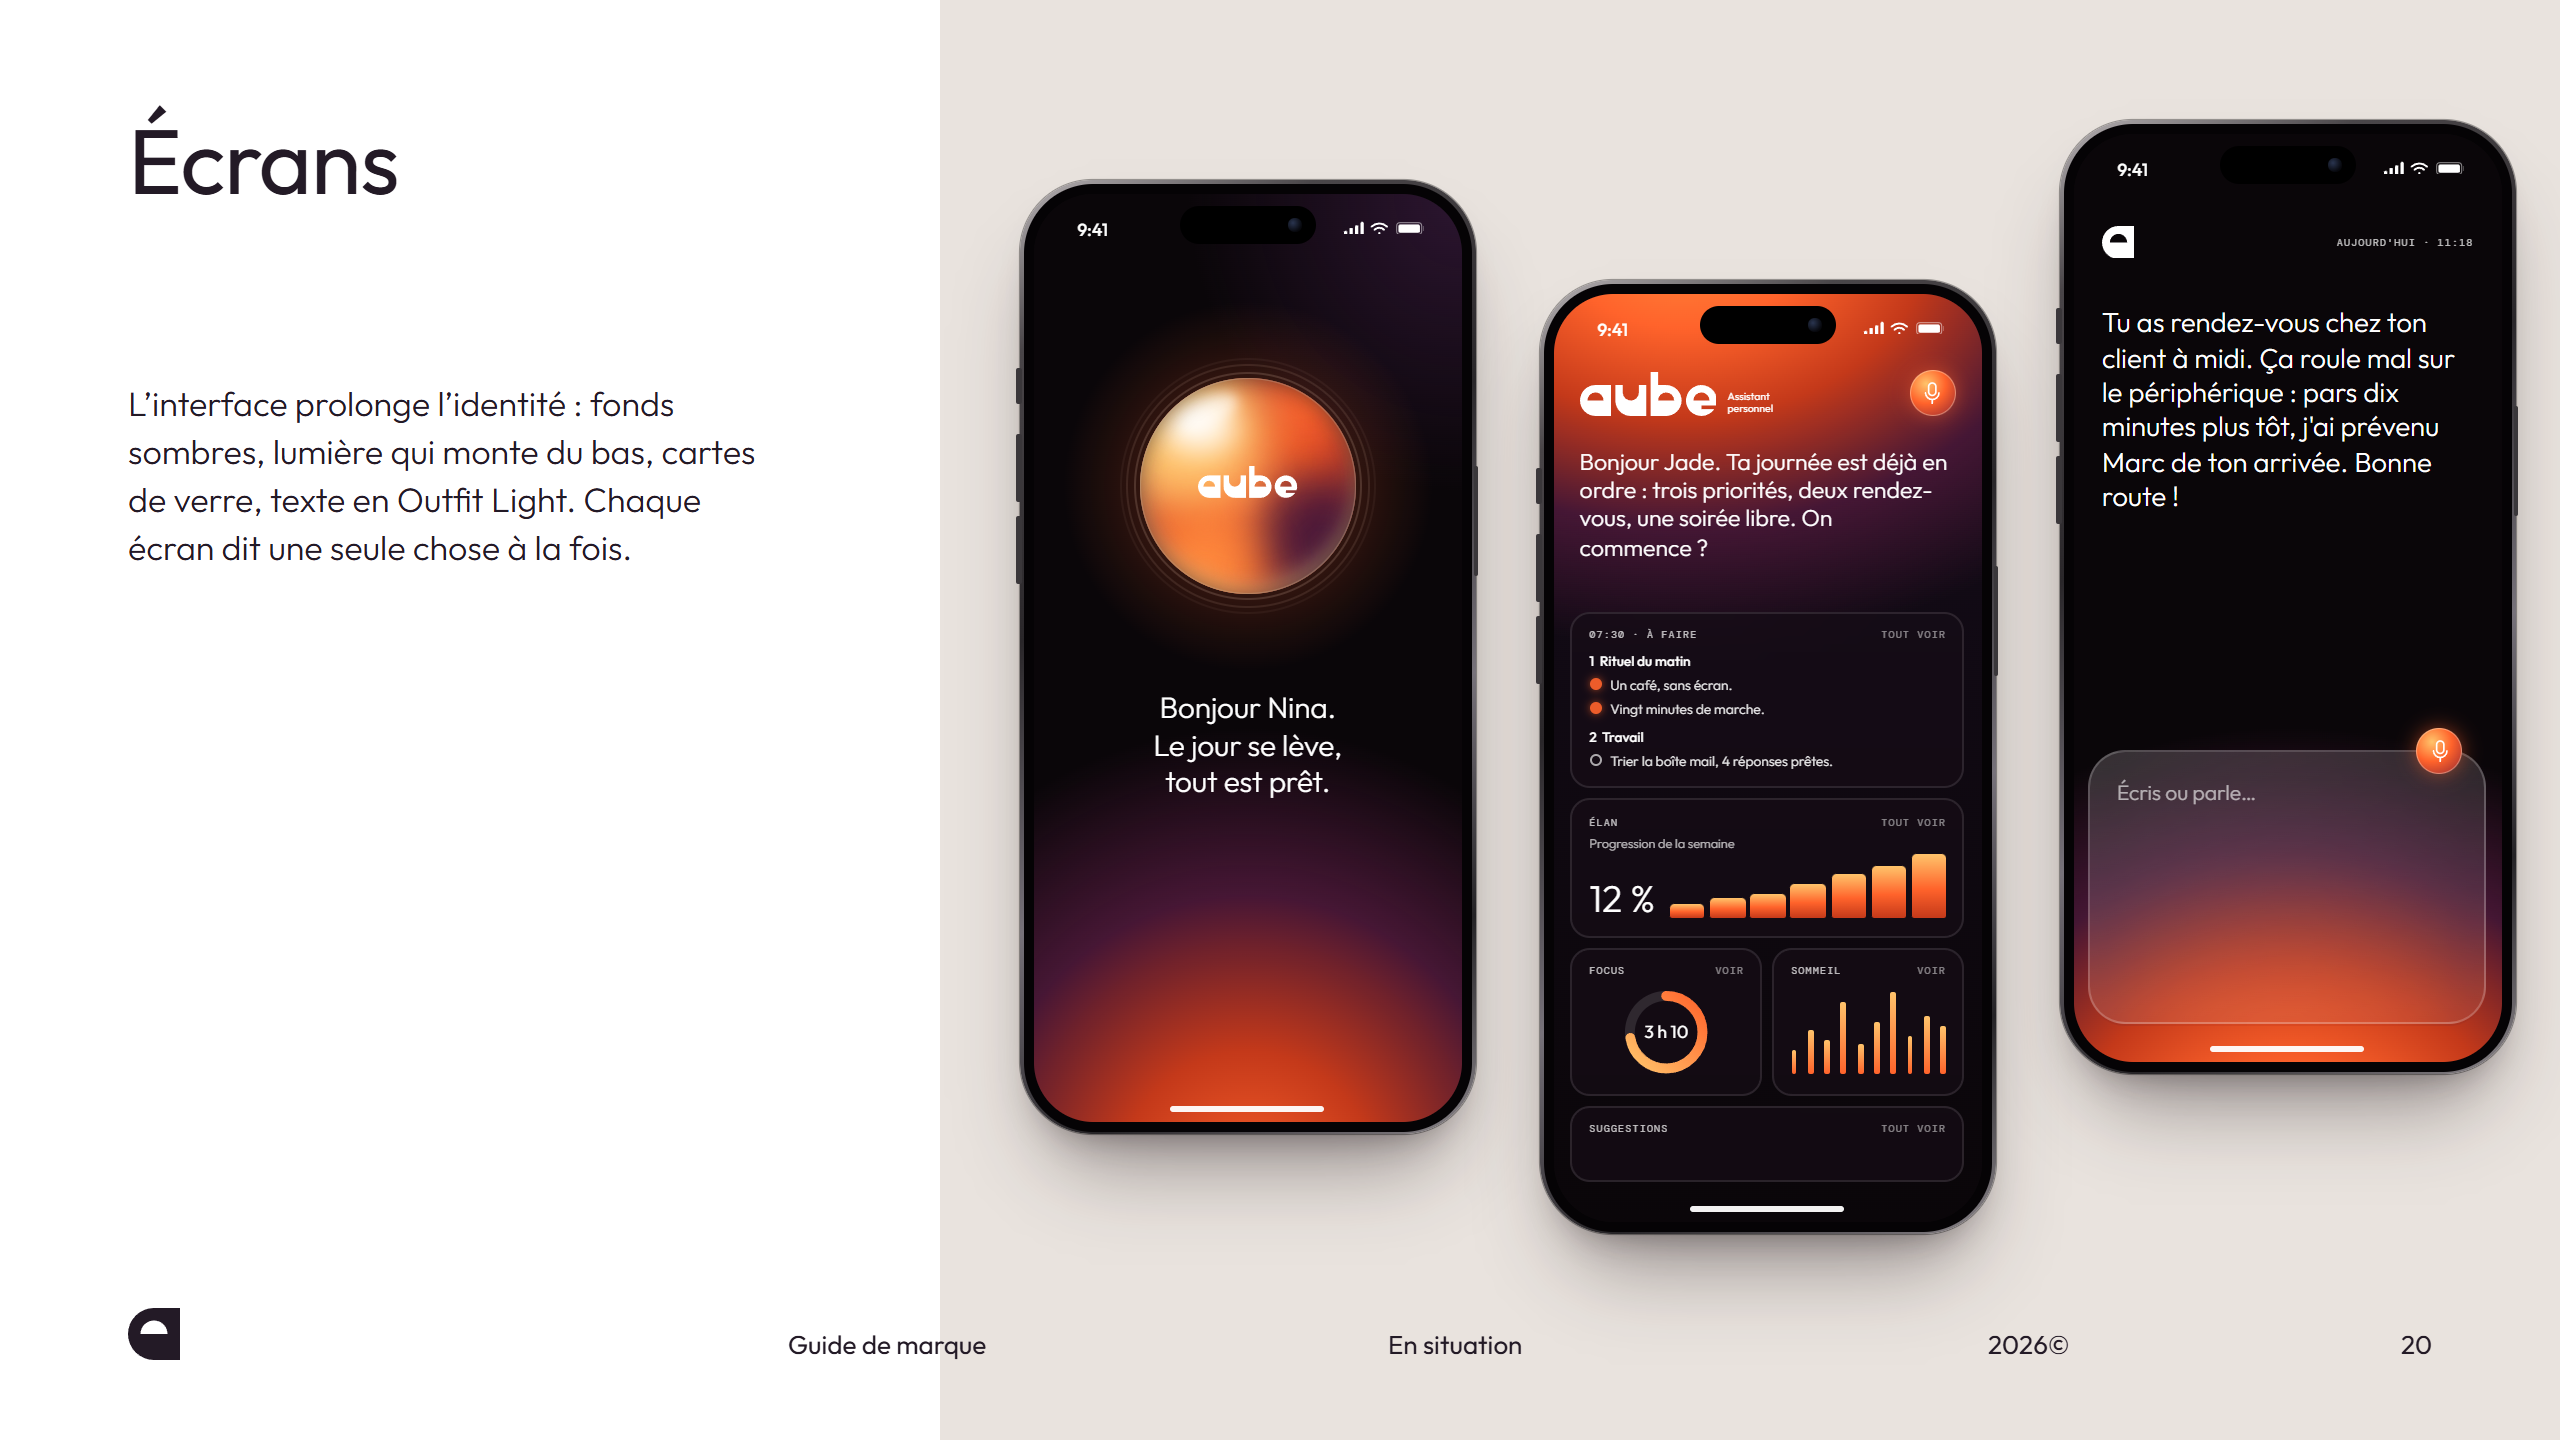 Écrans
L’interface prolonge l’identité : fonds
sombres, lumière qui monte du bas, cartes
de verre, texte en Outfit Light. Chaque
écran dit une seule chose à la fois.
9:41
aube
Bonjour Nina.
Le jour se lève,
tout est prêt.
9:41
aube
Assistant
personnel
Bonjour Jade. Ta journée est déjà en
ordre : trois priorités, deux rendez-
vous, une soirée libre. On
commence ?
07:30 · À FAIRE TOUT VOIR
1 Rituel du matin
Un café, sans écran.
Vingt minutes de marche.
2 Travail
Trier la boîte mail, 4 réponses prêtes.
ÉLAN TOUT VOIR
Progression de la semaine
12 %
FOCUS VOIR
3 h 10
SOMMEIL VOIR
SUGGESTIONS TOUT VOIR
9:41
AUJOURD'HUI · 11:18
Tu as rendez-vous chez ton
client à midi. Ça roule mal sur
le périphérique : pars dix
minutes plus tôt, j'ai prévenu
Marc de ton arrivée. Bonne
route !
Écris ou parle...
Guide de marque En situation 2026© 20